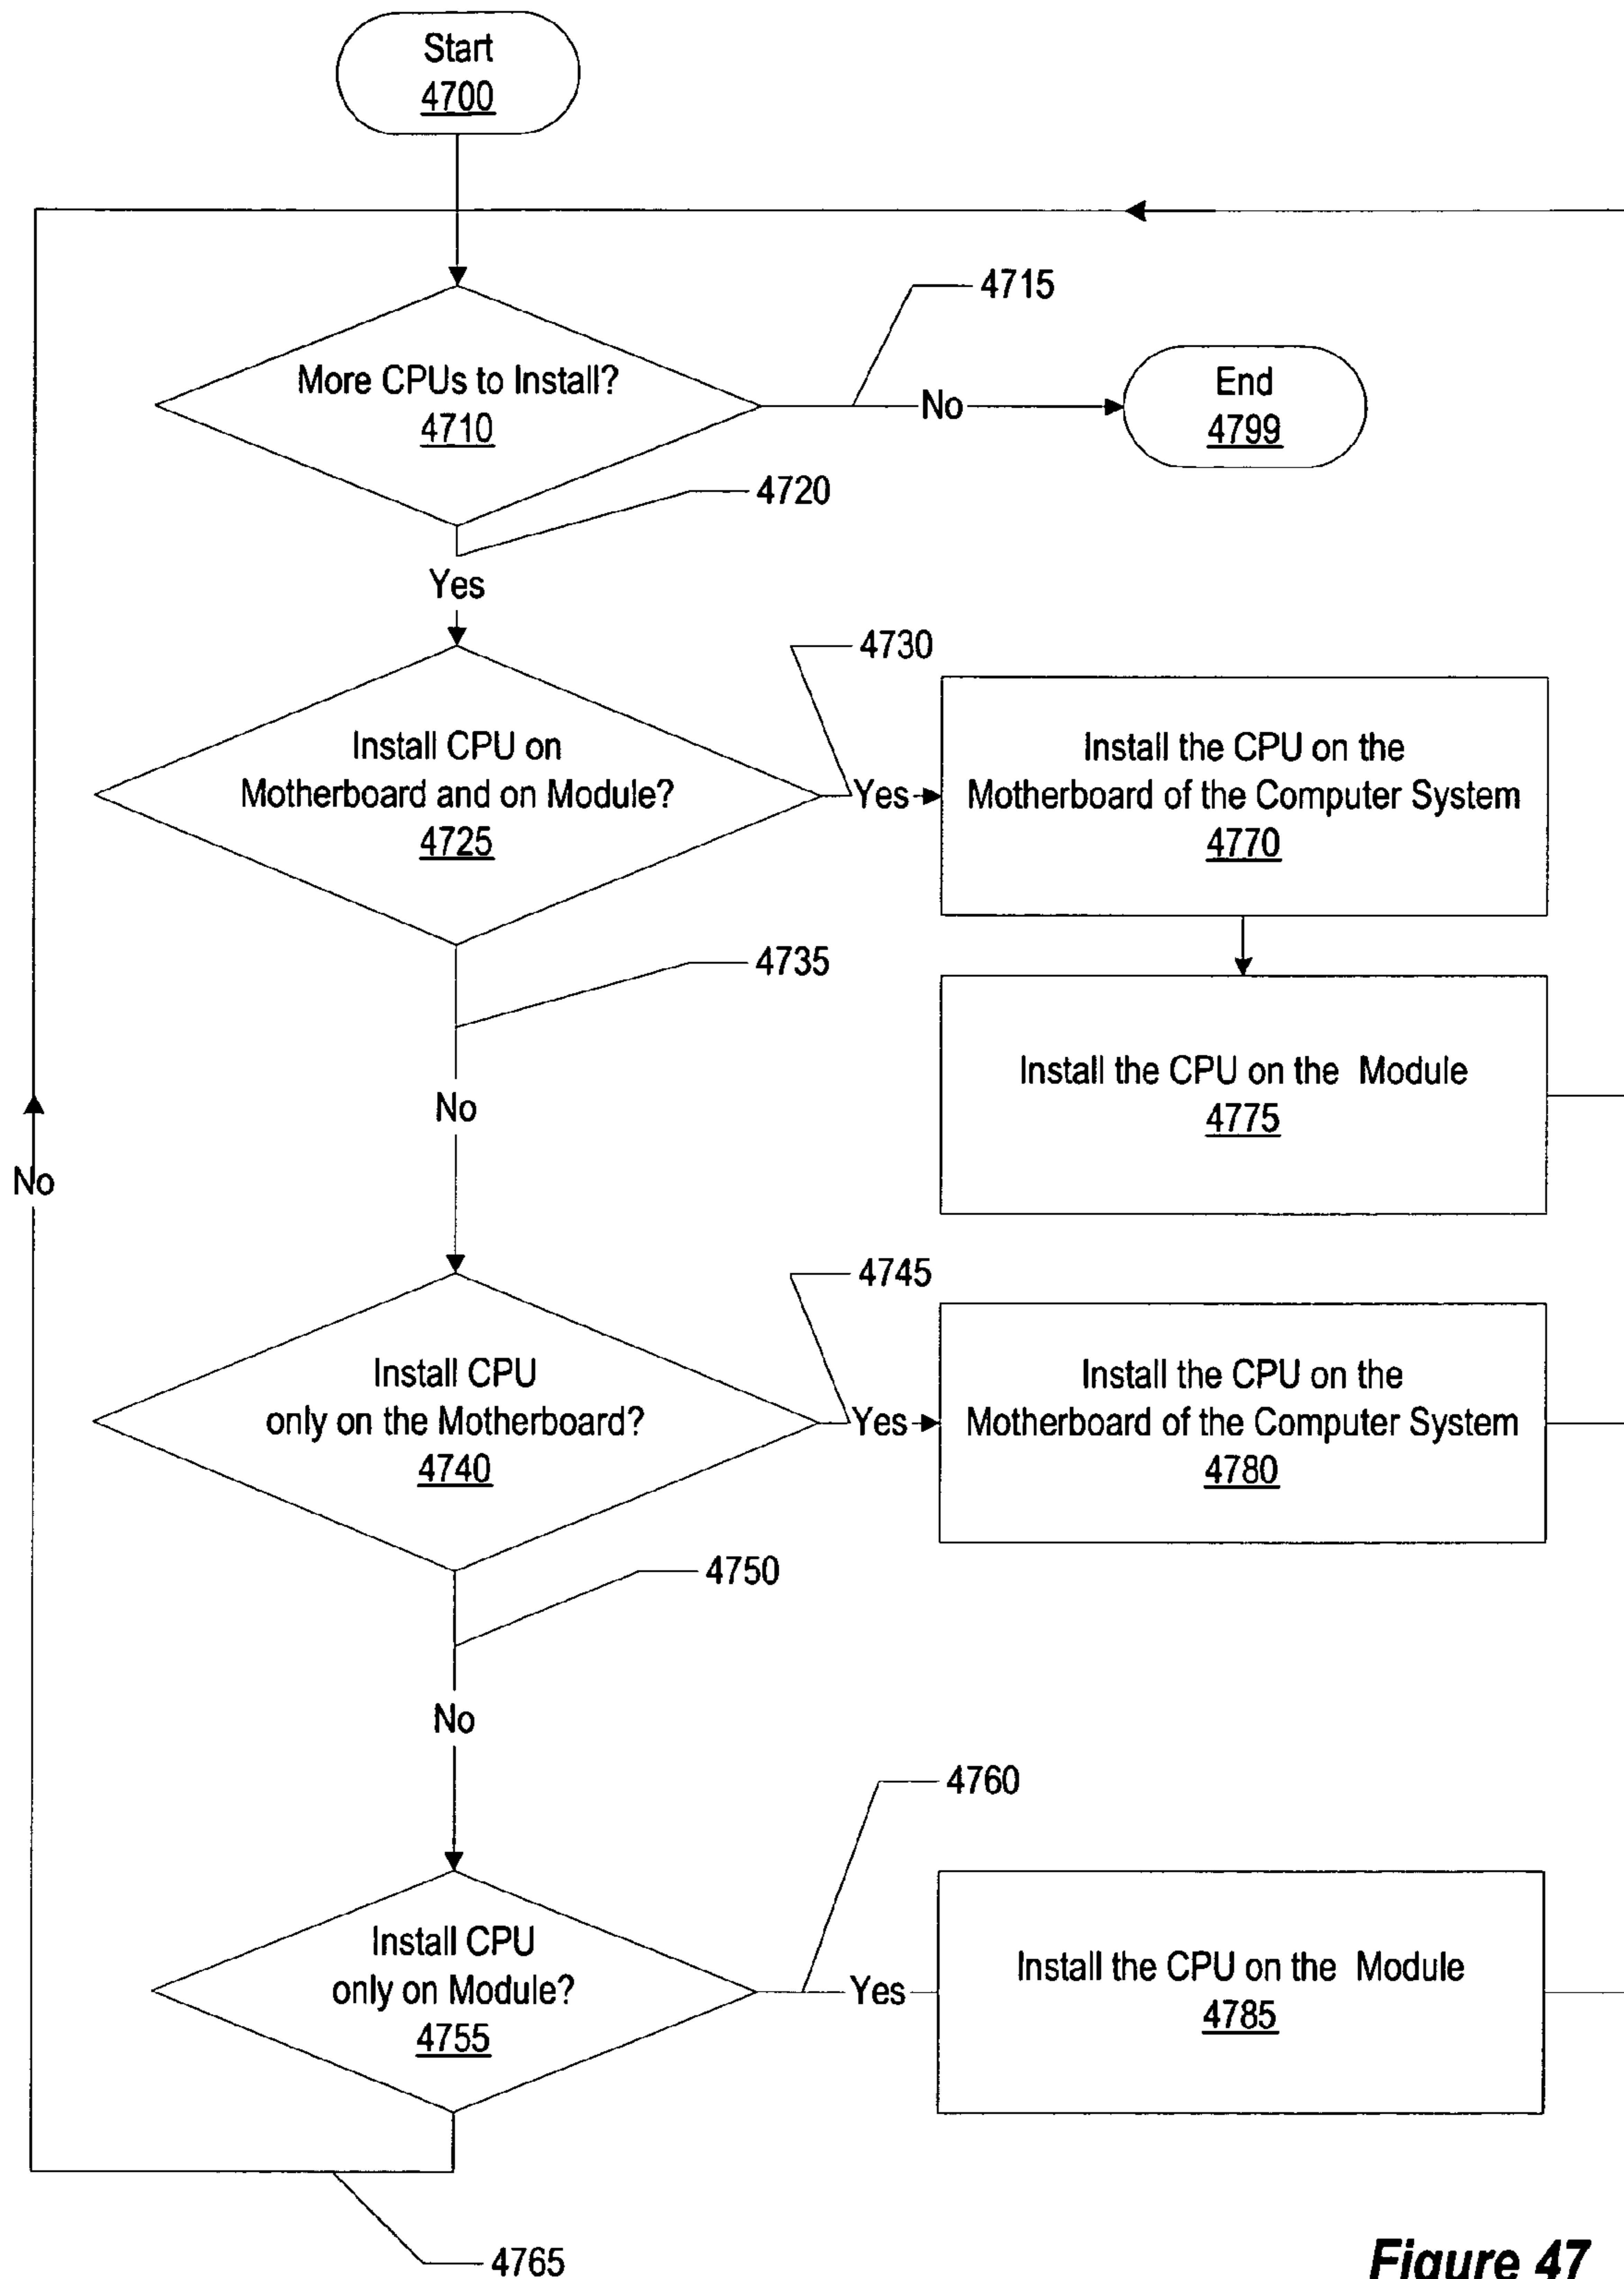 Start
4700
4715
More CPUs to Install?
4710
No
End
4799
4720
Yes
4730
Install CPU on
Motherboard and on Module?
4725
Yes
Install the CPU on the
Motherboard of the Computer System
4770
4735
Install the CPU on the Module
4775
No
No
4745
Install CPU
only on the Motherboard?
4740
Yes
Install the CPU on the
Motherboard of the Computer System
4780
4750
No
4760
Install CPU
only on Module?
4755
Yes
Install the CPU on the Module
4785
4765
Figure 47